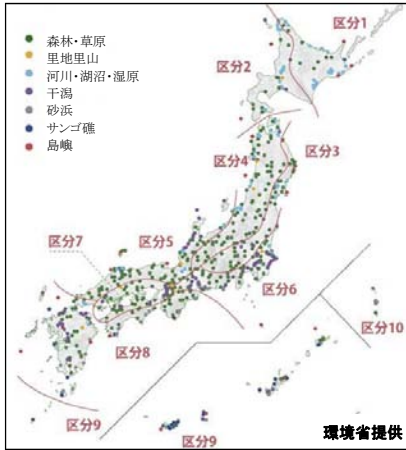 区分1
森林・草原
里地里山
河川・湖沼・湿原
干潟
砂浜
サンゴ礁
島嶼
区分2
区分3
区分4
区分7
区分5
区分6
区分10
区分8
区分9
区分9
環境省提供